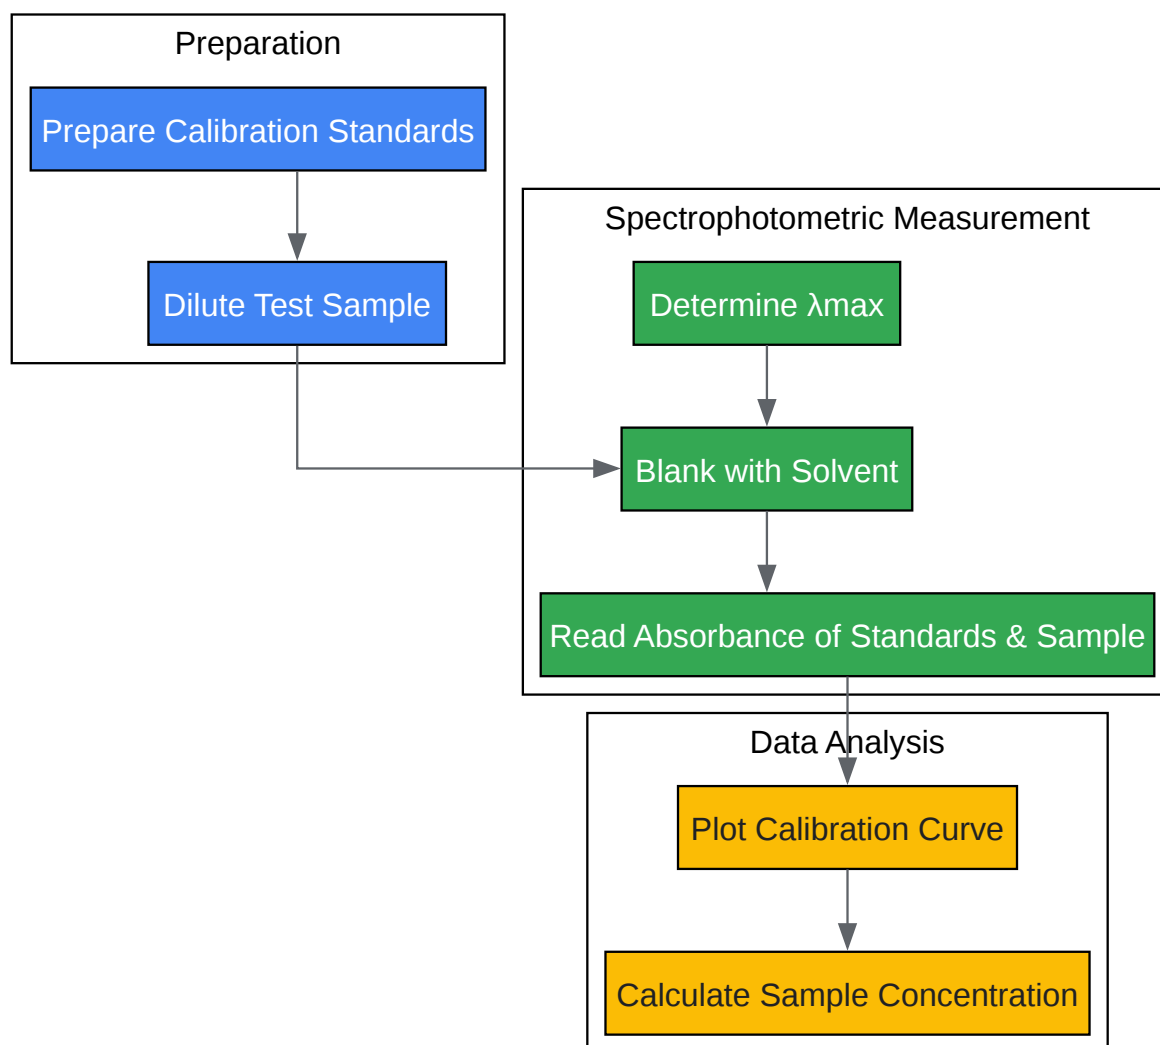 Preparation
Prepare Calibration Standards
Dilute Test Sample
Spectrophotometric Measurement
Determine λmax
Blank with Solvent
Read Absorbance of Standards & Sample
Data Analysis
Plot Calibration Curve
Calculate Sample Concentration